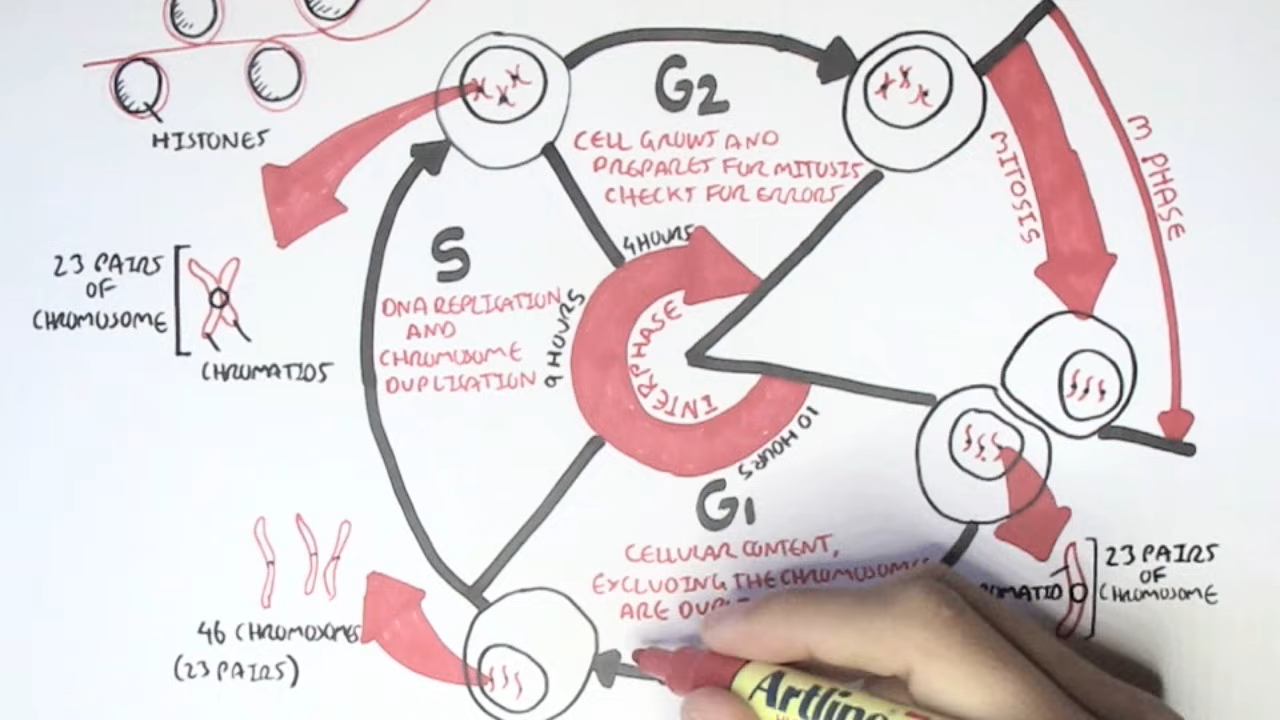 HISTONES
G2
CELL GROWS AND
PREPARES FOR MITOSIS
CHECKS FOR ERRORS
4 HOURS
MITOSIS
M PHASE
S
DNA REPLICATION
AND
CHROMOSOME
DUPLICATION
9 HOURS
INTERPHASE
23 PAIRS
OF
CHROMOSOME
CHROMATIDS
10 HOURS
G1
CELLULAR CONTENT,
EXCLUDING THE CHROMOSOMES
ARE
23 PAIRS
OF
CHROMOSOME
46 CHROMOSOMES
(23 PAIRS)
Artline